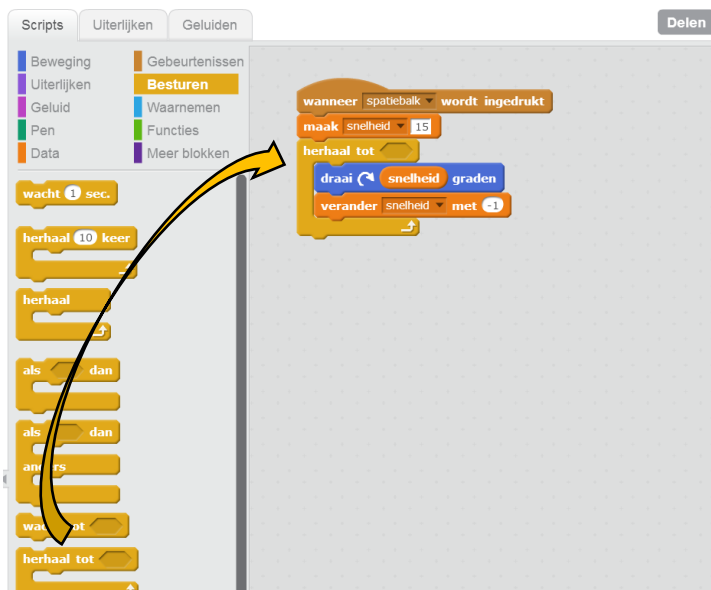 Scripts Uiterlijken Geluiden
Delen
Beweging Gebeurtenissen
Uiterlijken Besturen
Geluid Waarnemen
Pen Functies
Data Meer blokken
wacht 1 sec.
herhaal 10 keer
herhaal
als dan
als dan
anders
wacht tot
herhaal tot
wanneer spatiebalk wordt ingedrukt
maak snelheid 15
herhaal tot
draai snelheid graden
verander snelheid met -1